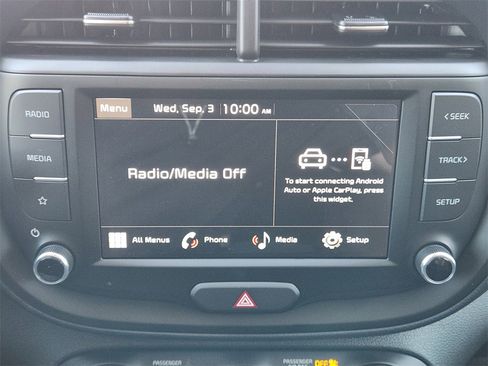 RADIO
MEDIA
Menu
Wed, Sep, 3 10:00 AM
Radio/Media Off
To start connecting Android
Auto or Apple CarPlay, press
this widget.
All Menus Phone Media Setup
< SEEK
TRACK >
SETUP
PASSENGER
PASSENGER
OFF